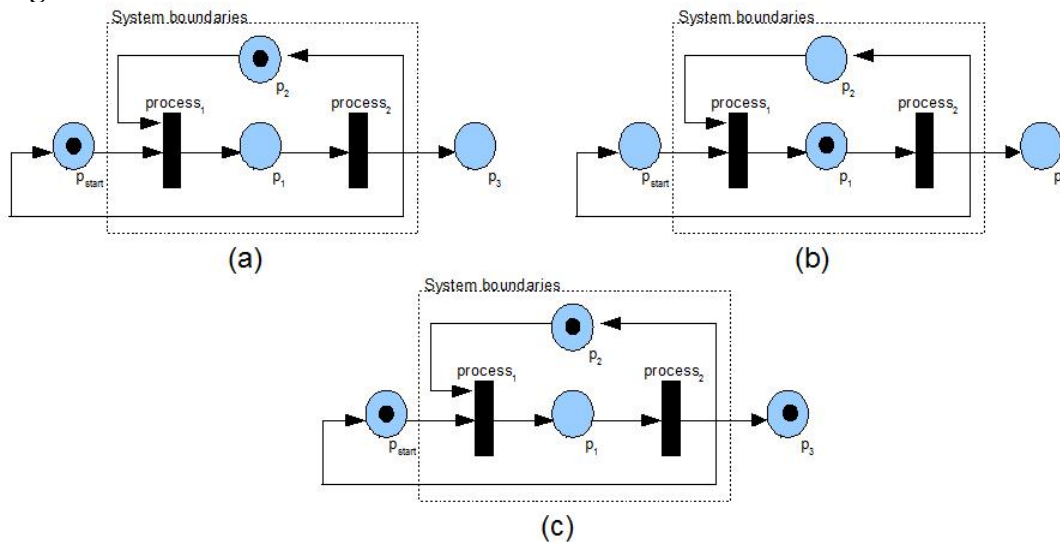 System boundaries
p2
process1
process2
pstart
p1
p3
(a)
System boundaries
p2
process1
process2
pstart
p1
p
(b)
System boundaries
p2
process1
process2
pstart
p1
p3
(c)